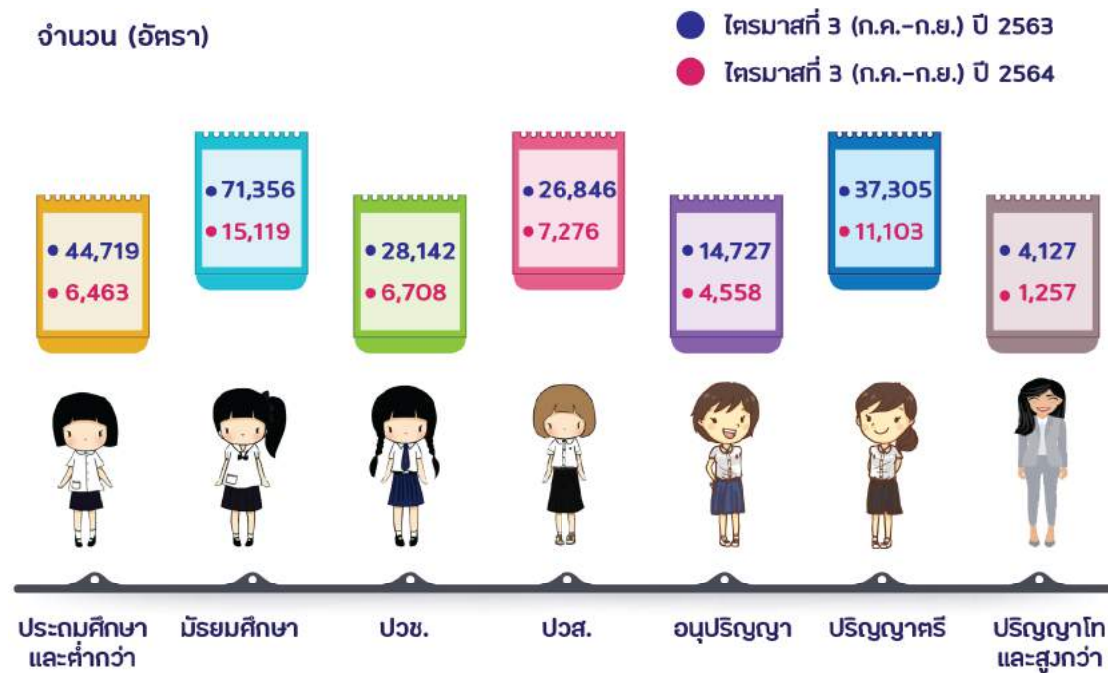 จำนวน (อัตรา)
ไตรมาสที่ 3 (ก.ค.-ก.ย.) ปี 2563
ไตรมาสที่ 3 (ก.ค.-ก.ย.) ปี 2564
44,719
6,463
71,356
15,119
28,142
6,708
26,846
7,276
14,727
4,558
37,305
11,103
4,127
1,257
ประถมศึกษา
และต่ำกว่า
มัธยมศึกษา
ปวช.
ปวส.
อนุปริญญา
ปริญญาตรี
ปริญญาโท
และสูงกว่า